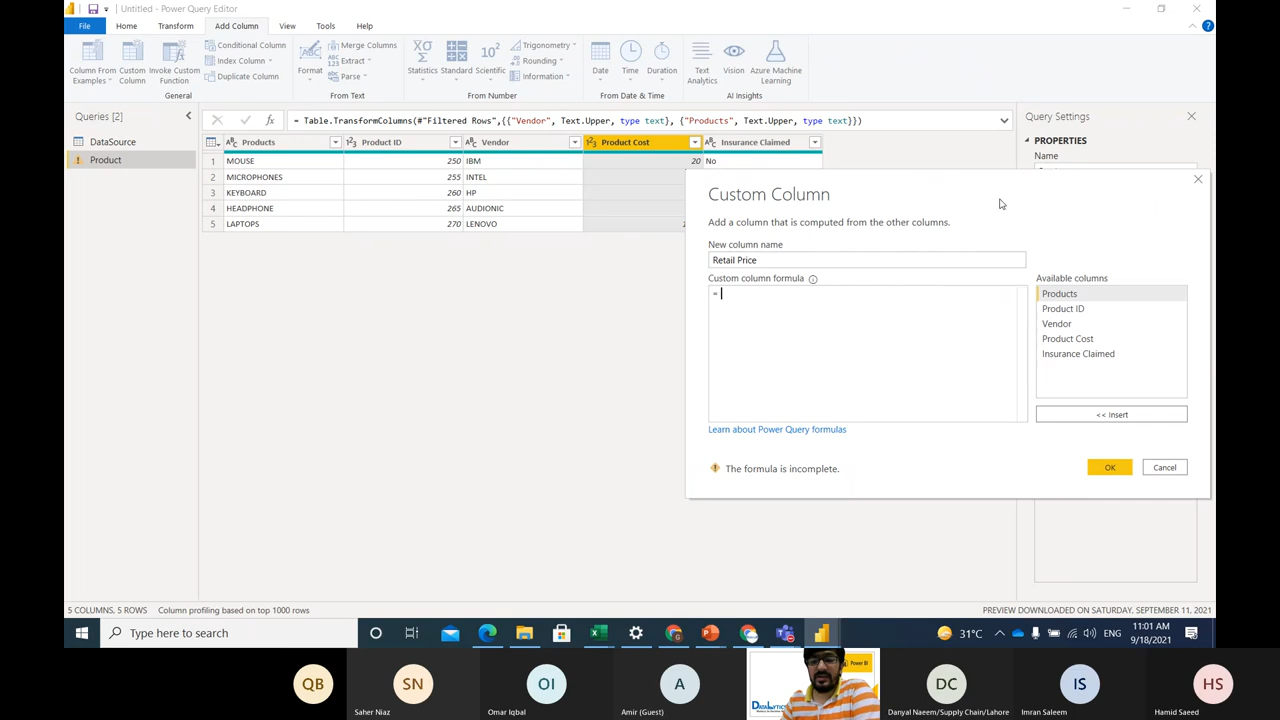 Untitled - Power Query Editor
File Home Transform Add Column View Tools Help
Column From Examples
Custom Column
Invoke Custom Function
Conditional Column
Index Column
Duplicate Column
General
Format
Merge Columns
Extract
Parse
From Text
Statistics
Standard
Scientific
Trigonometry
Rounding
Information
From Number
Date
Time
Duration
From Date & Time
Text Analytics
Vision
Azure Machine Learning
AI Insights
Queries [2]
DataSource
Product
= Table.TransformColumns(#"Filtered Rows",{{"Vendor", Text.Upper, type text}, {"Products", Text.Upper, type text}})
Products Product ID Vendor Product Cost Insurance Claimed
1 MOUSE 250 IBM 20 No
2 MICROPHONES 255 INTEL
3 KEYBOARD 260 HP
4 HEADPHONE 265 AUDIONIC
5 LAPTOPS 270 LENOVO
Query Settings
PROPERTIES
Name
Custom Column
Add a column that is computed from the other columns.
New column name
Retail Price
Custom column formula
=
Available columns
Products
Product ID
Vendor
Product Cost
Insurance Claimed
<< Insert
Learn about Power Query formulas
The formula is incomplete.
OK Cancel
5 COLUMNS, 5 ROWS Column profiling based on top 1000 rows
PREVIEW DOWNLOADED ON SATURDAY, SEPTEMBER 11, 2021
Type here to search
31°C
ENG
11:01 AM
9/18/2021
QB
SN
Saher Niaz
OI
Omar Iqbal
A
Amir (Guest)
Power BI
DC
Danyal Naeem/Supply Chain/Lahore
IS
Imran Saleem
HS
Hamid Saeed